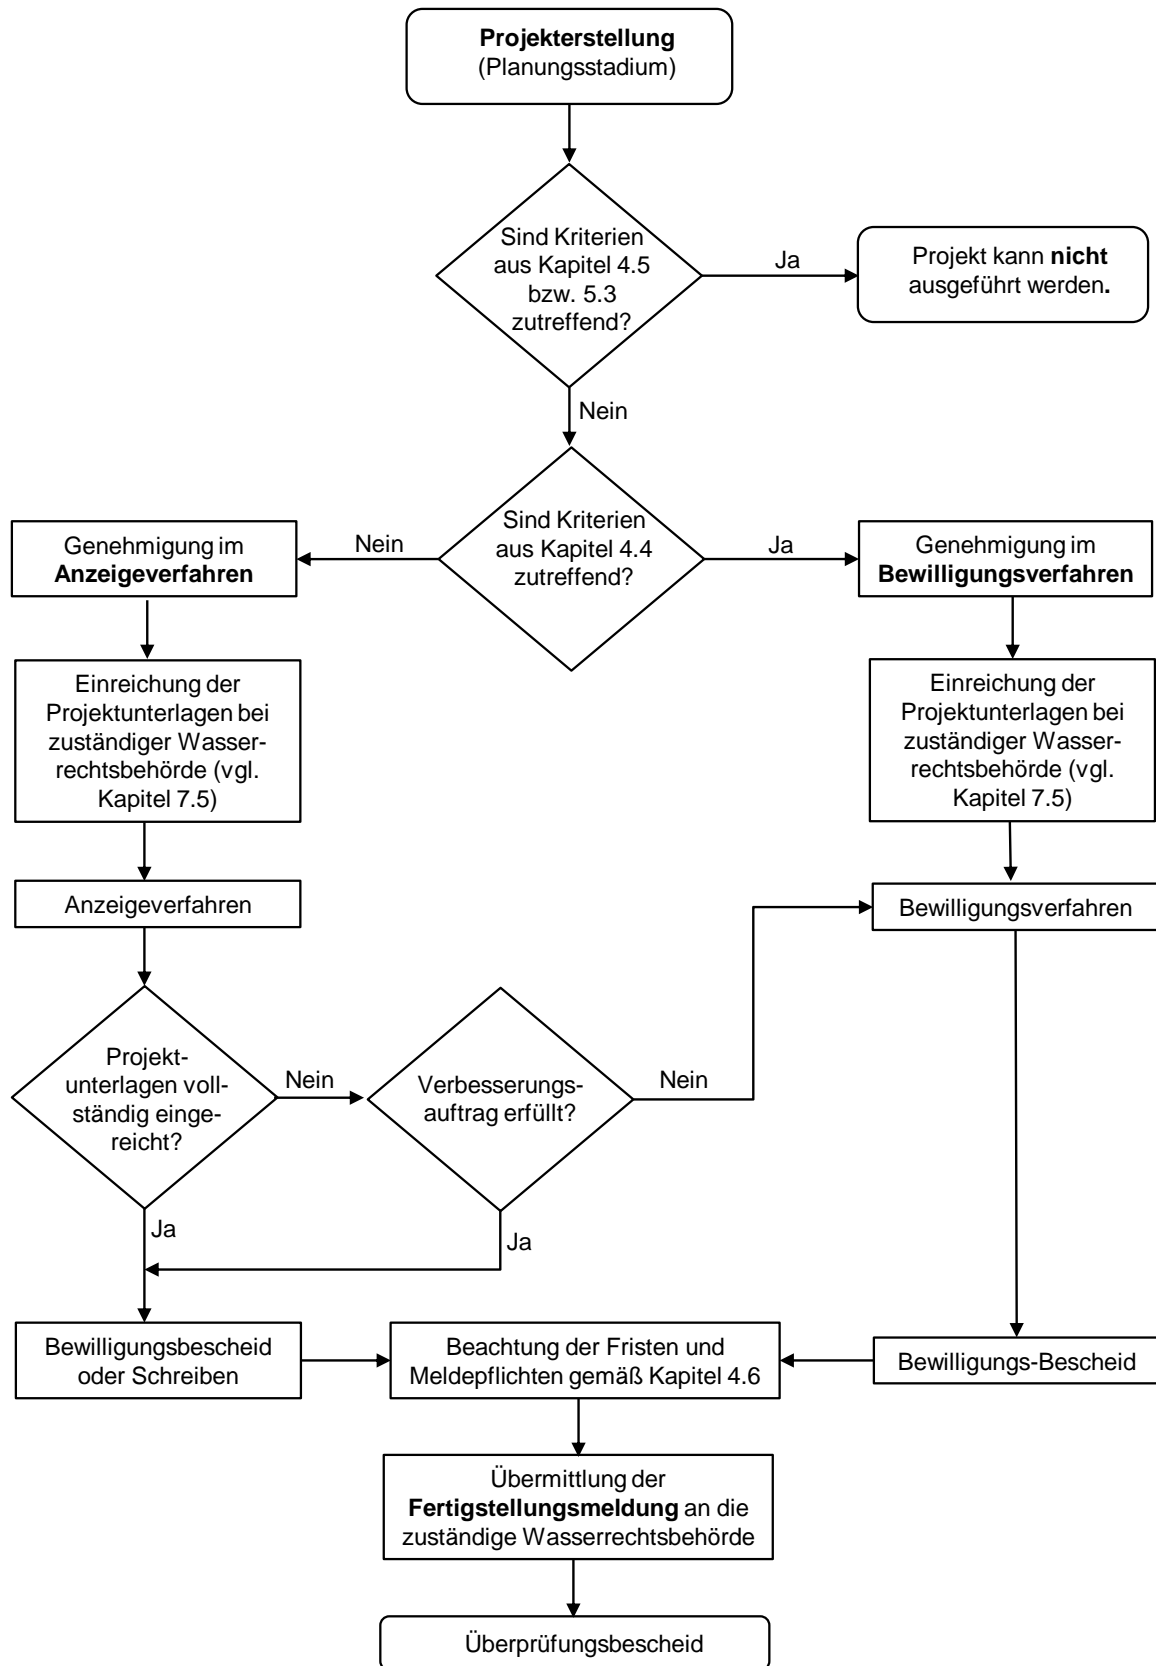 Projekterstellung
(Planungsstadium)
Sind Kriterien
aus Kapitel 4.5
bzw. 5.3
zutreffend?
Ja
Projekt kann nicht
ausgeführt werden.
Nein
Sind Kriterien
aus Kapitel 4.4
zutreffend?
Nein
Ja
Genehmigung im
Anzeigeverfahren
Genehmigung im
Bewilligungsverfahren
Einreichung der
Projektunterlagen bei
zuständiger Wasser-
rechtsbehörde (vgl.
Kapitel 7.5)
Einreichung der
Projektunterlagen bei
zuständiger Wasser-
rechtsbehörde (vgl.
Kapitel 7.5)
Anzeigeverfahren
Bewilligungsverfahren
Projekt-
unterlagen voll-
ständig einge-
reicht?
Nein
Verbesserungs-
auftrag erfüllt?
Nein
Ja
Ja
Bewilligungsbescheid
oder Schreiben
Beachtung der Fristen und
Meldepflichten gemäß Kapitel 4.6
Bewilligungs-Bescheid
Übermittlung der
Fertigstellungsmeldung an die
zuständige Wasserrechtsbehörde
Überprüfungsbescheid